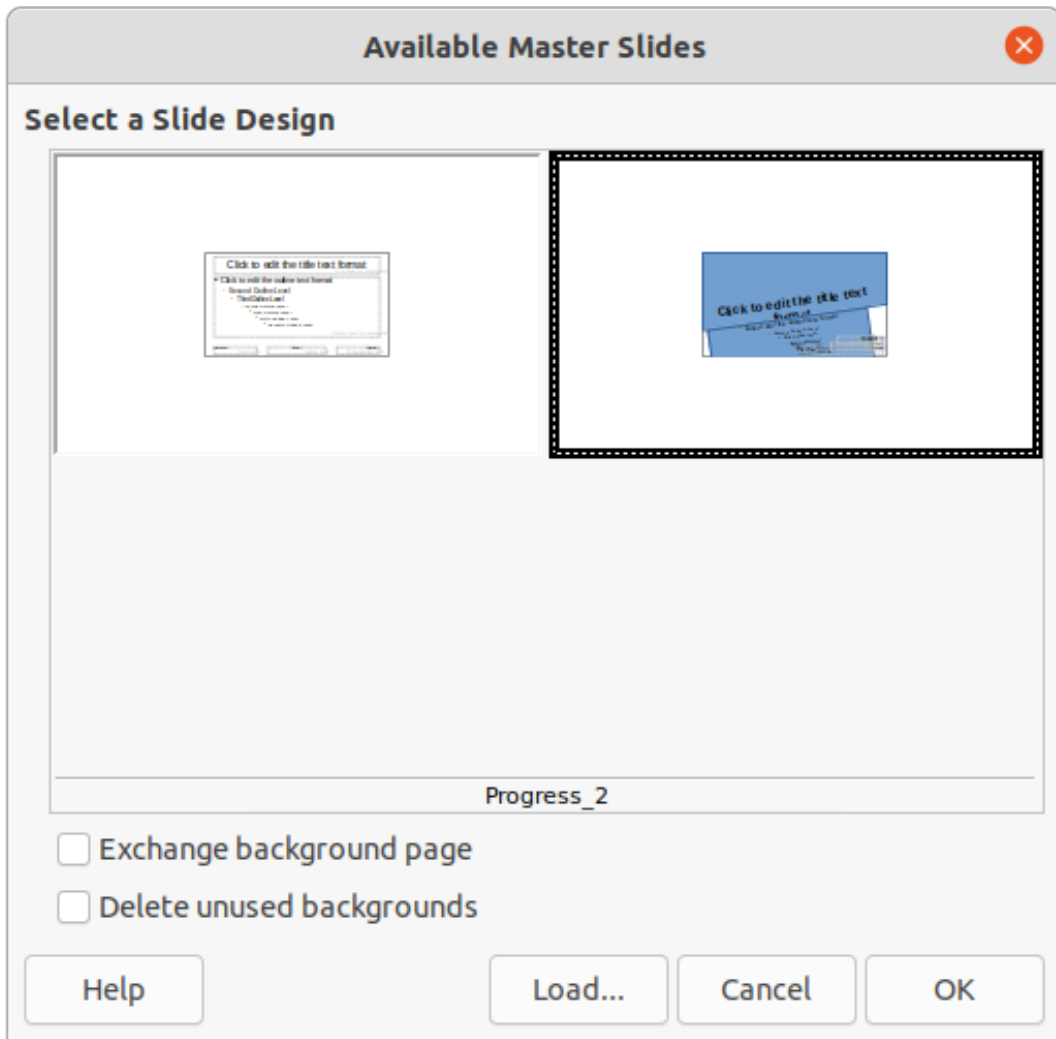 Available Master Slides
Select a Slide Design
Click to edit the title text format
Click to edit the outline text format
Second Outline Level
Third Outline Level
Click to edit the title text
format
Progress_2
Exchange background page
Delete unused backgrounds
Help
Load...
Cancel
OK